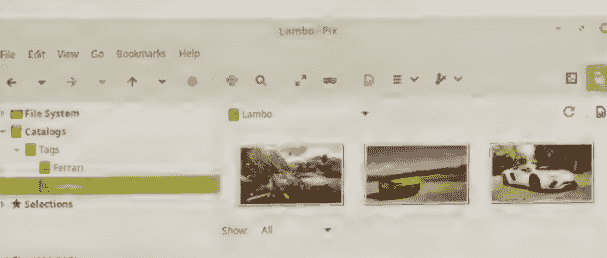 Lambo - Pix
File Edit View Go Bookmarks Help
File System
Lambo
Catalogs
Tags
Ferrari
Selections
Show: All